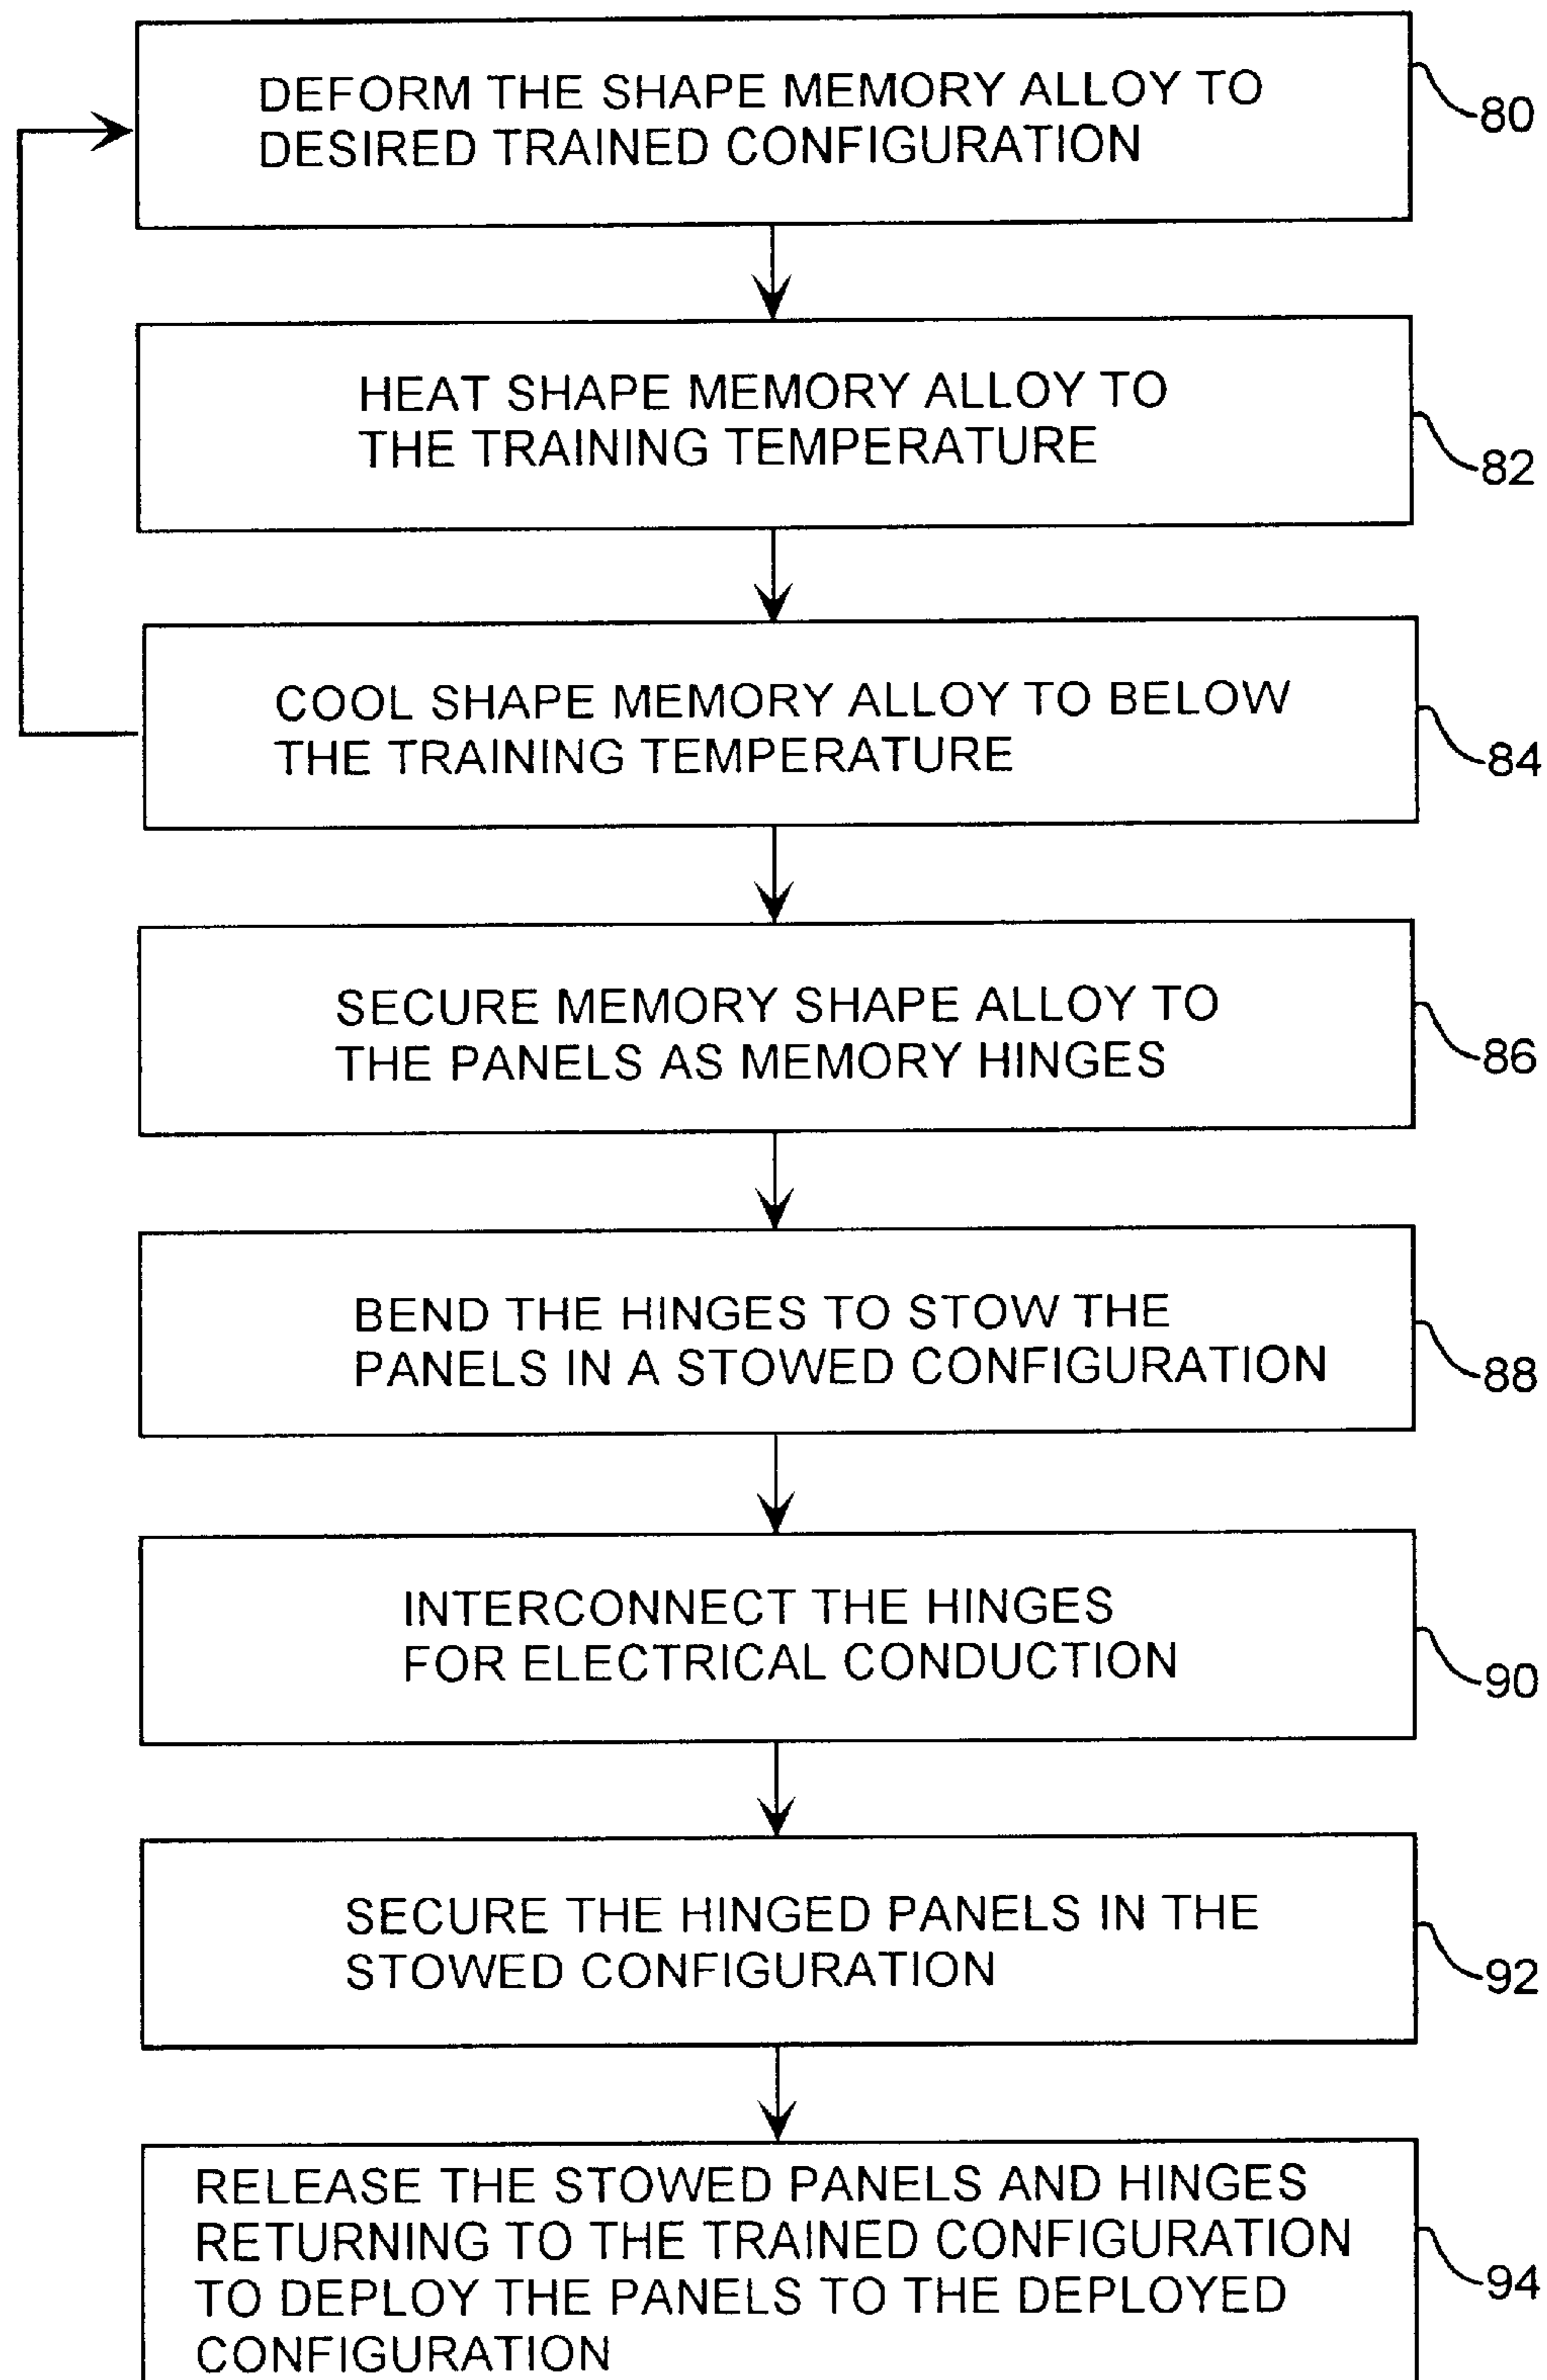 DEFORM THE SHAPE MEMORY ALLOY TO
DESIRED TRAINED CONFIGURATION
80
HEAT SHAPE MEMORY ALLOY TO
THE TRAINING TEMPERATURE
82
COOL SHAPE MEMORY ALLOY TO BELOW
THE TRAINING TEMPERATURE
84
SECURE MEMORY SHAPE ALLOY TO
THE PANELS AS MEMORY HINGES
86
BEND THE HINGES TO STOW THE
PANELS IN A STOWED CONFIGURATION
88
INTERCONNECT THE HINGES
FOR ELECTRICAL CONDUCTION
90
SECURE THE HINGED PANELS IN THE
STOWED CONFIGURATION
92
RELEASE THE STOWED PANELS AND HINGES
RETURNING TO THE TRAINED CONFIGURATION
TO DEPLOY THE PANELS TO THE DEPLOYED
CONFIGURATION
94